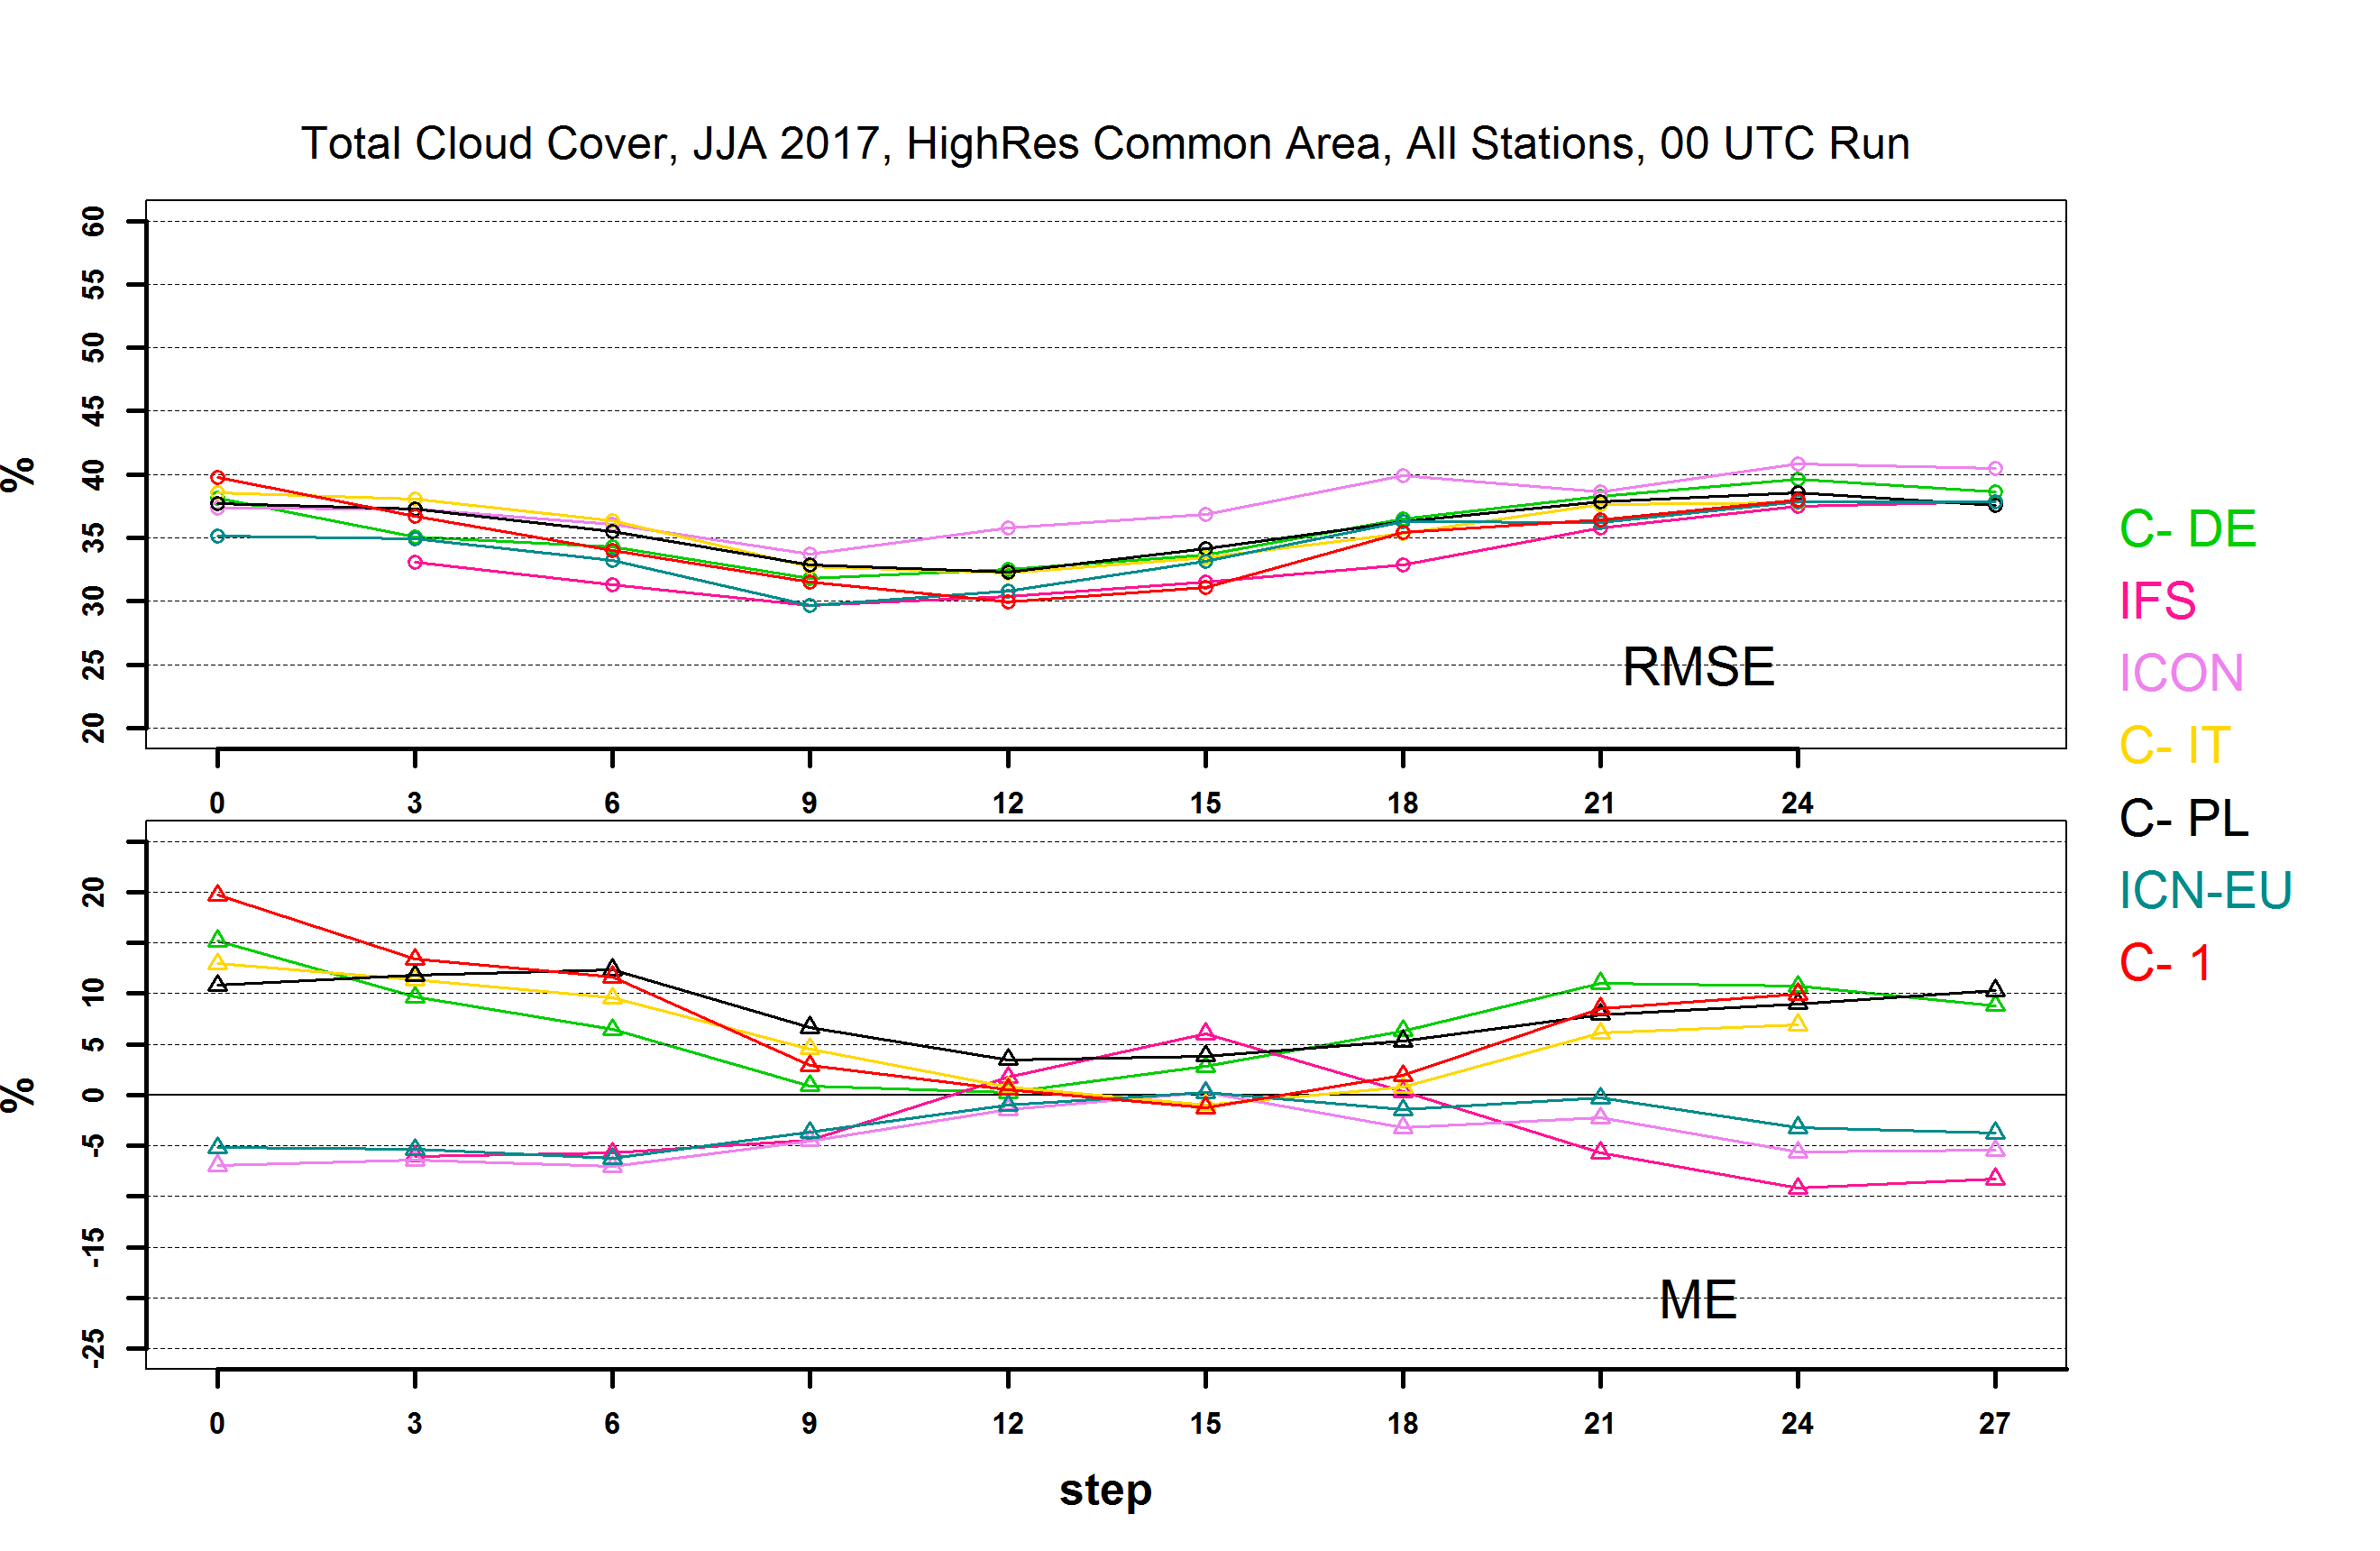 Total Cloud Cover, JJA 2017, HighRes Common Area, All Stations, 00 UTC Run
60
55
50
45
40
35
30
25
20
%
RMSE
0 3 6 9 12 15 18 21 24
20
10
5
0
-5
-15
-25
%
ME
0 3 6 9 12 15 18 21 24 27
step
C- DE
IFS
ICON
C- IT
C- PL
ICN-EU
C- 1